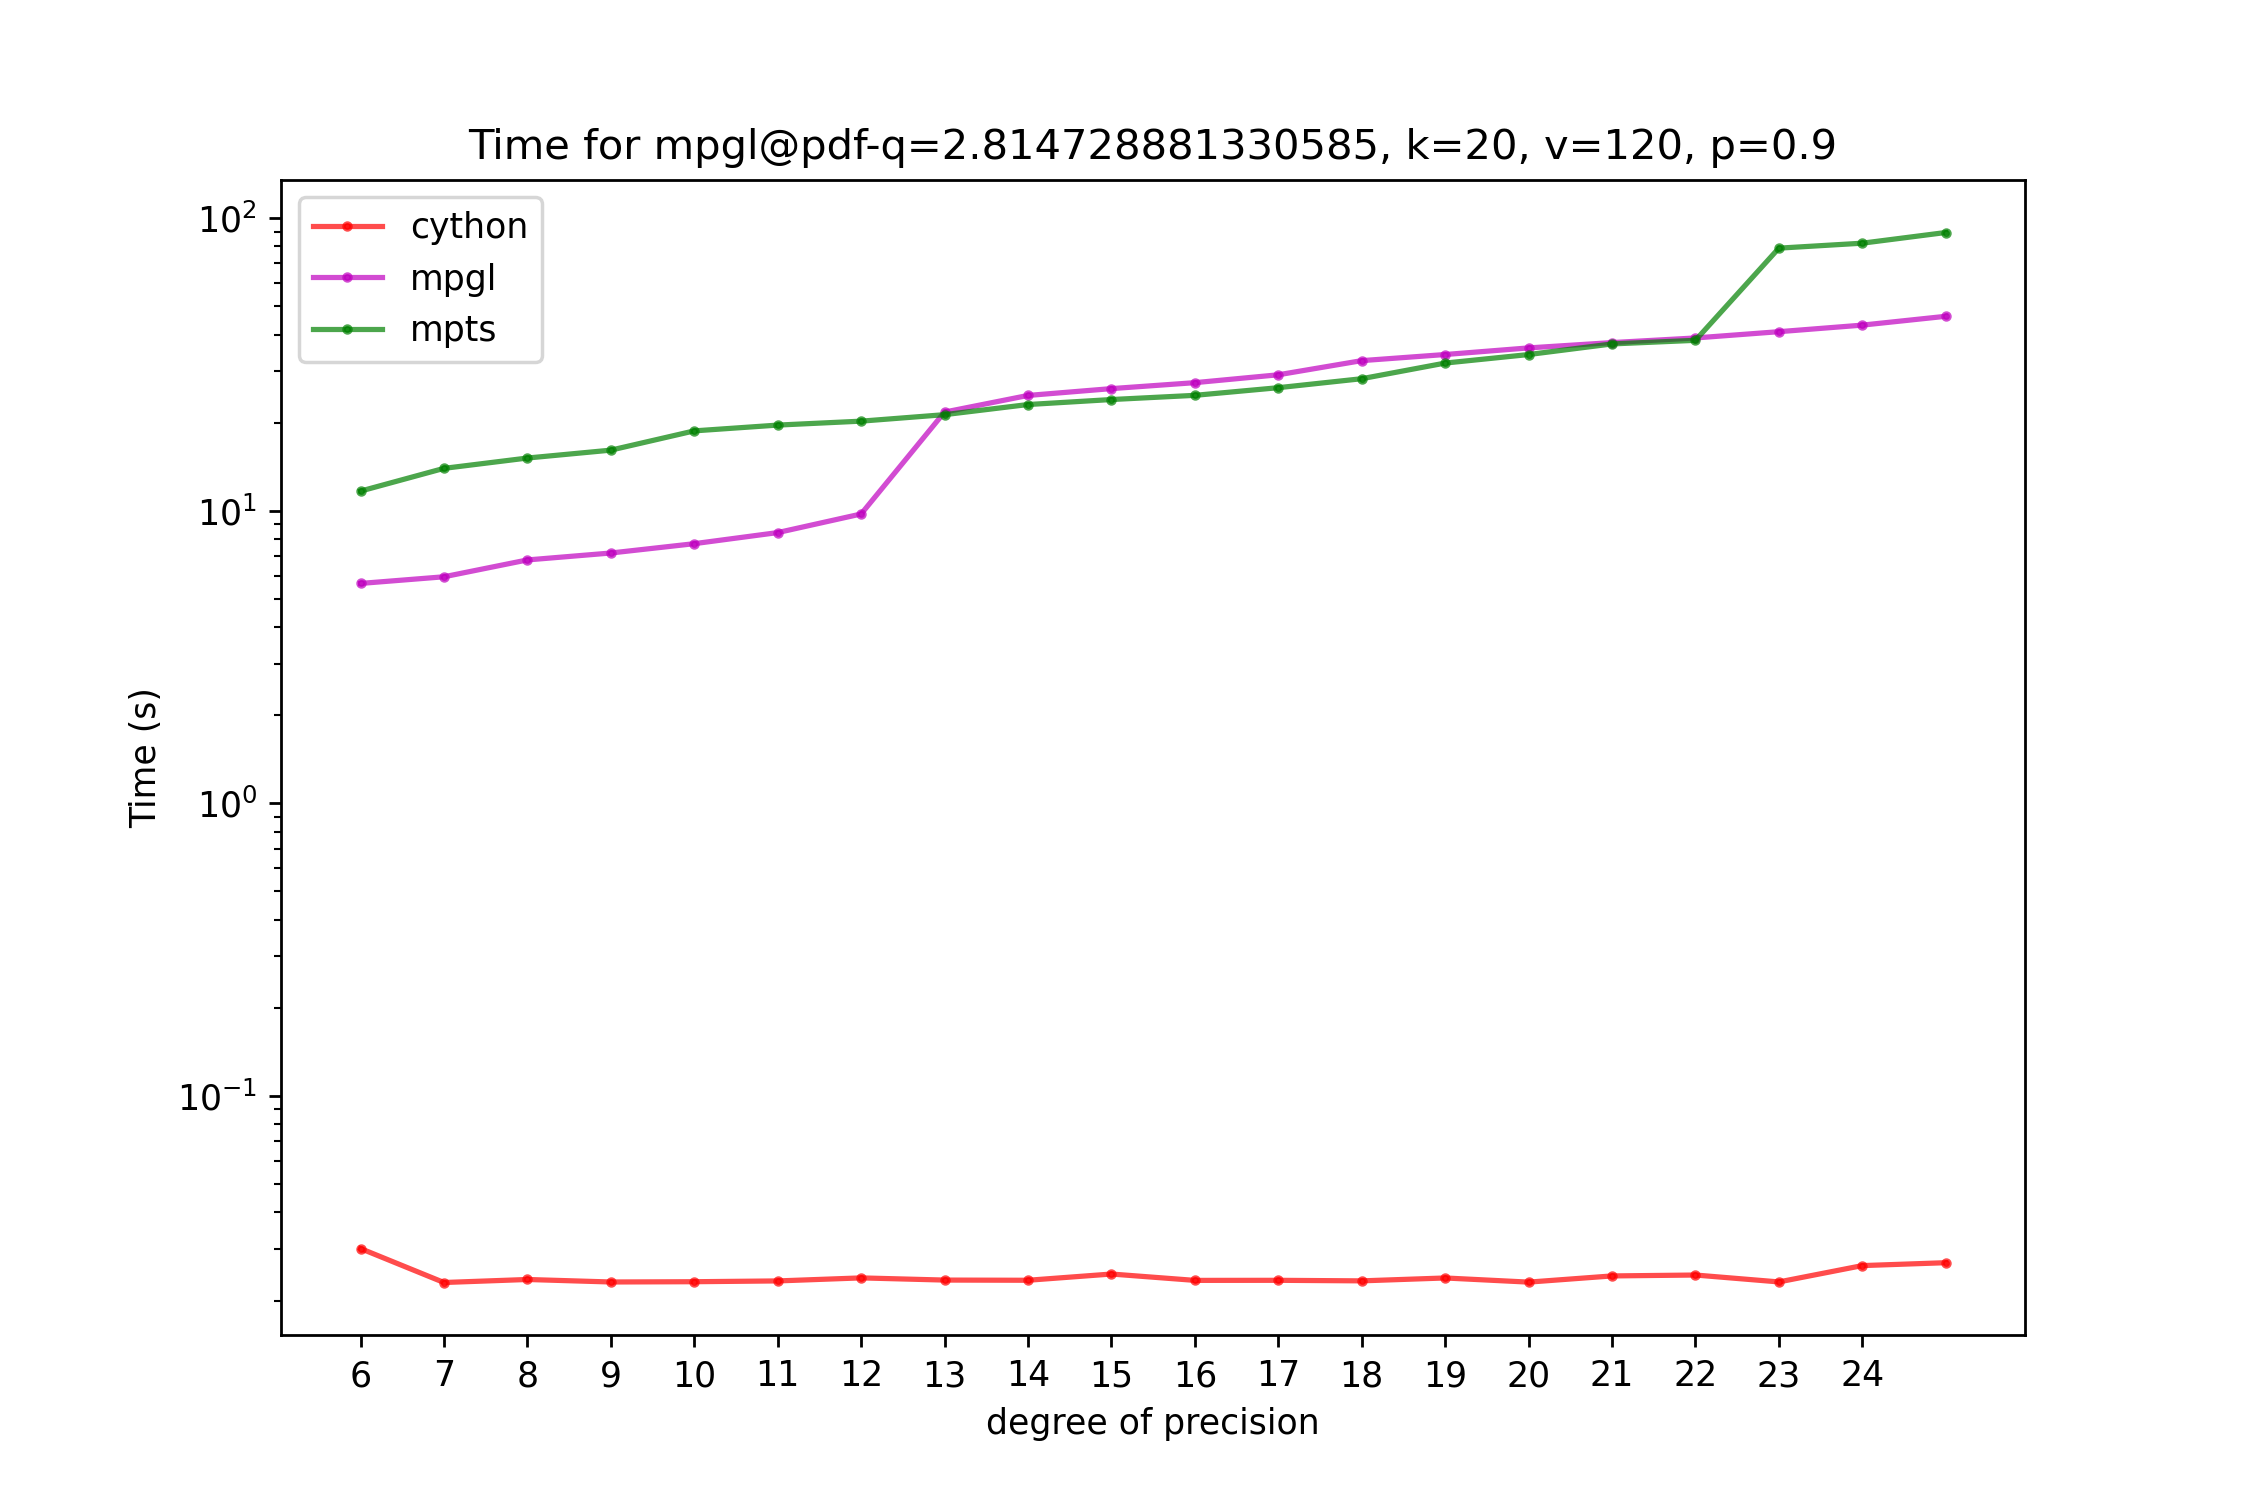 Time for mpgl@pdf-q=2.814728881330585, k=20, v=120, p=0.9
cython
mpgl
mpts
10²
10¹
10⁰
10⁻¹
Time (s)
6 7 8 9 10 11 12 13 14 15 16 17 18 19 20 21 22 23 24
degree of precision